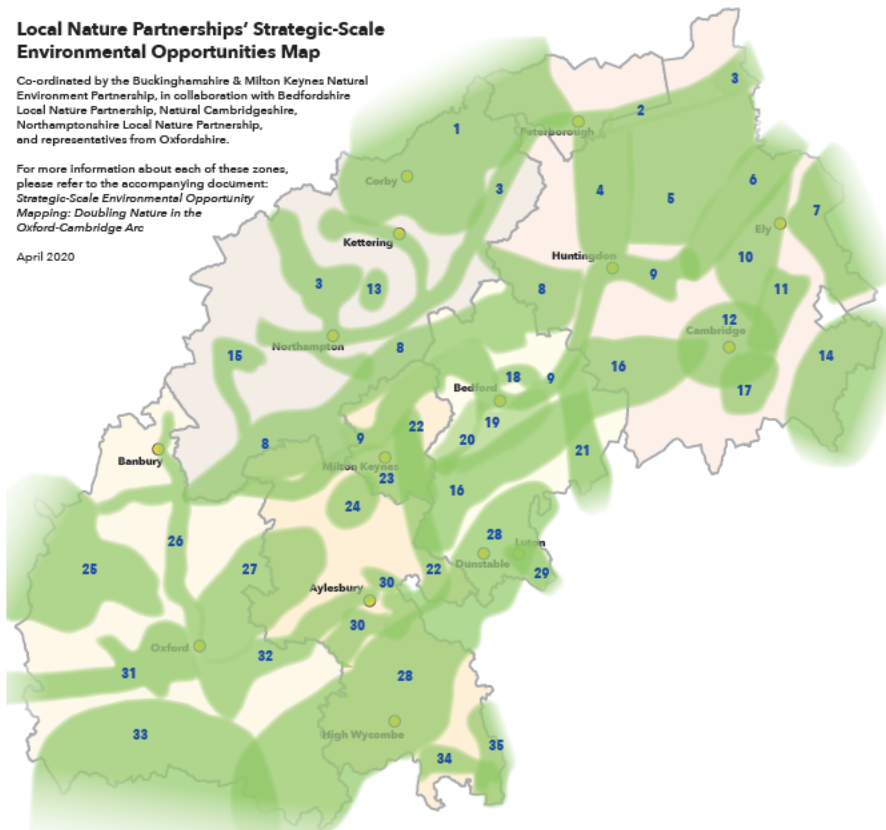 Local Nature Partnerships’ Strategic-Scale
Environmental Opportunities Map
Co-ordinated by the Buckinghamshire & Milton Keynes Natural
Environment Partnership, in collaboration with Bedfordshire
Local Nature Partnership, Natural Cambridgeshire,
Northamptonshire Local Nature Partnership,
and representatives from Oxfordshire.
For more information about each of these zones,
please refer to the accompanying document:
Strategic-Scale Environmental Opportunity
Mapping: Doubling Nature in the
Oxford-Cambridge Arc
April 2020
3
2
1
Peterborough
Corby
3
4
5
6
7
Ely
Kettering
Huntingdon
10
9
3
13
8
11
12
Cambridge
Northampton
8
15
14
16
18
9
Bedford
17
22
19
20
9
8
21
Banbury
Milton Keynes
23
16
24
28
26
Luton
Dunstable
25
27
22
29
30
Aylesbury
30
Oxford
32
31
28
33
High Wycombe
35
34